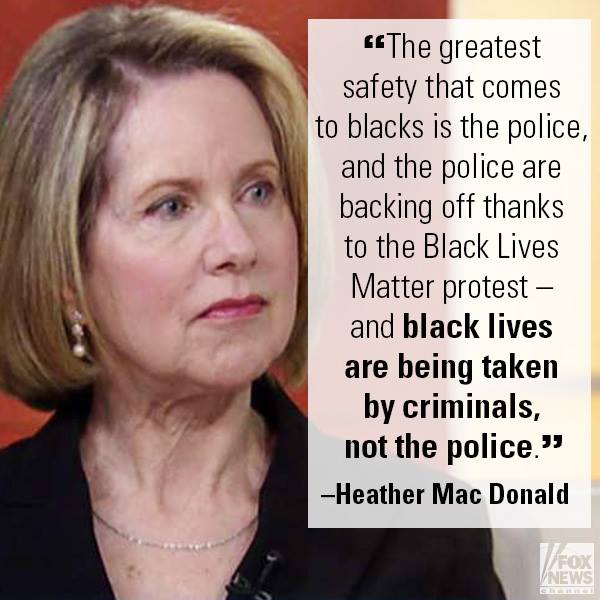 “The greatest
safety that comes
to blacks is the police,
and the police are
backing off thanks
to the Black Lives
Matter protest –
and black lives
are being taken
by criminals,
not the police.”
–Heather Mac Donald
FOX
NEWS
channel